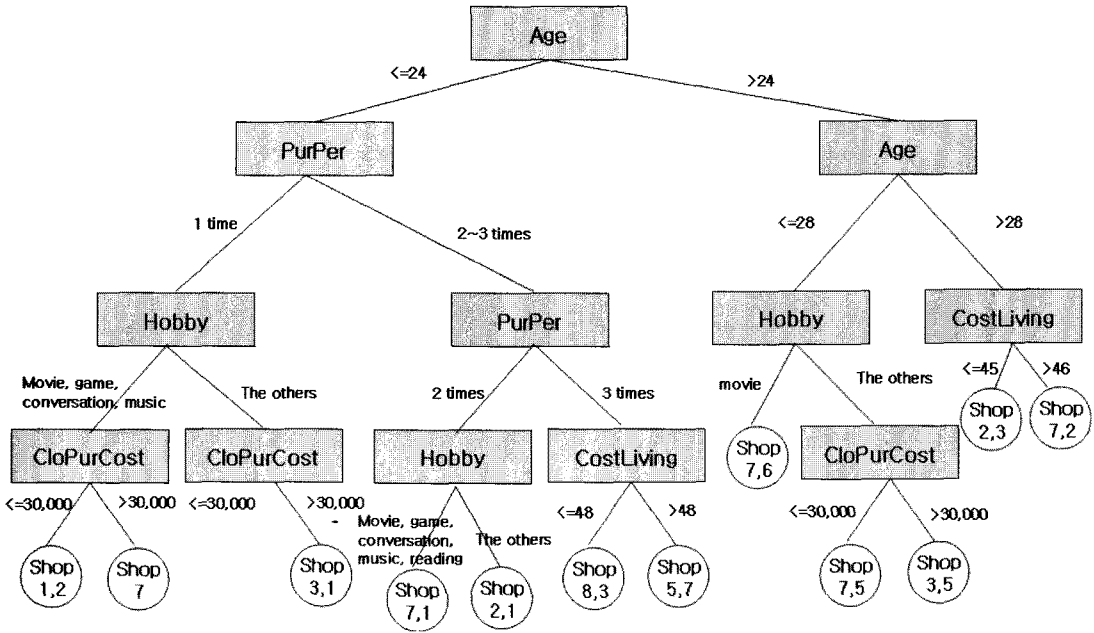 Age
<=24
>24
PurPer
Age
1 time
2~3 times
<=28
>28
Hobby
PurPer
Hobby
CostLiving
Movie, game,
conversation, music
The others
2 times
3 times
movie
The others
<=45
>46
Shop
2,3
Shop
7,2
CloPurCost
CloPurCost
Hobby
CostLiving
Shop
7,6
CloPurCost
<=30,000
>30,000
<=30,000
>30,000
- Movie, game,
conversation,
music, reading
The others
<=48
>48
<=30,000
>30,000
Shop
1,2
Shop
7
Shop
3,1
Shop
7,1
Shop
2,1
Shop
8,3
Shop
5,7
Shop
7,5
Shop
3,5